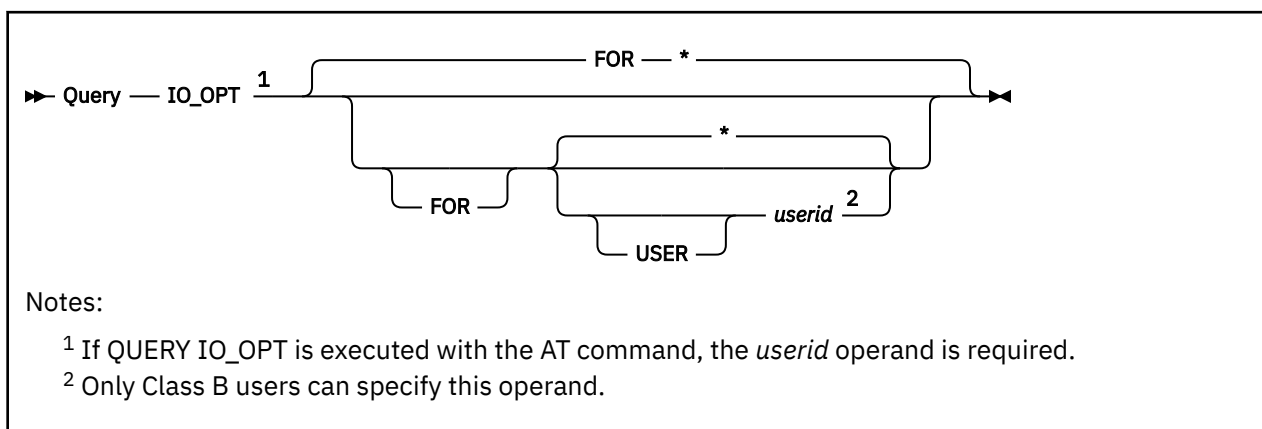 FOR — *
Query — IO_OPT 1
*
FOR
userid 2
USER
Notes:
1 If QUERY IO_OPT is executed with the AT command, the userid operand is required.
2 Only Class B users can specify this operand.